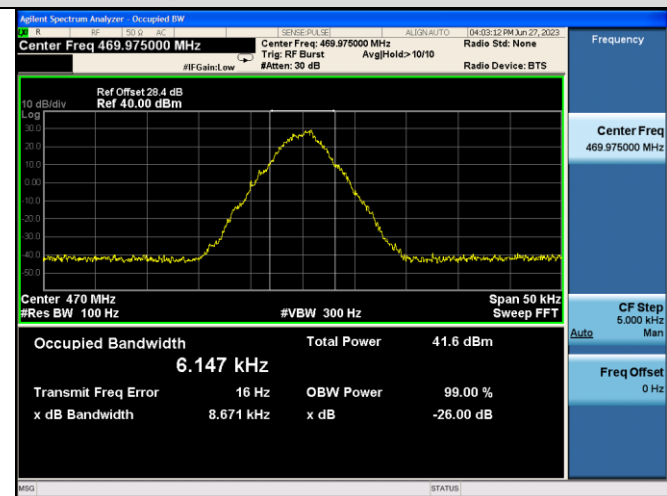 Agilent Spectrum Analyzer - Occupied BW
R RF 50 Ω AC SENSE:PULSE ALIGN AUTO 04:03:12 PM Jun 27, 2023
Center Freq 469.975000 MHz
Center Freq: 469.975000 MHz Radio Std: None
Trig: RF Burst Avg|Hold:>10/10
#IFGain:Low #Atten: 30 dB Radio Device: BTS
Ref Offset 28.4 dB
10 dB/div Ref 40.00 dBm
Log
30.0
20.0
10.0
0.00
-10.0
-20.0
-30.0
-40.0
-50.0
Center 470 MHz Span 50 kHz
#Res BW 100 Hz #VBW 300 Hz Sweep FFT
Occupied Bandwidth Total Power 41.6 dBm
6.147 kHz
Transmit Freq Error 16 Hz OBW Power 99.00 %
x dB Bandwidth 8.671 kHz x dB -26.00 dB
MSG STATUS
Frequency
Center Freq
469.975000 MHz
CF Step
5.000 kHz
Auto Man
Freq Offset
0 Hz